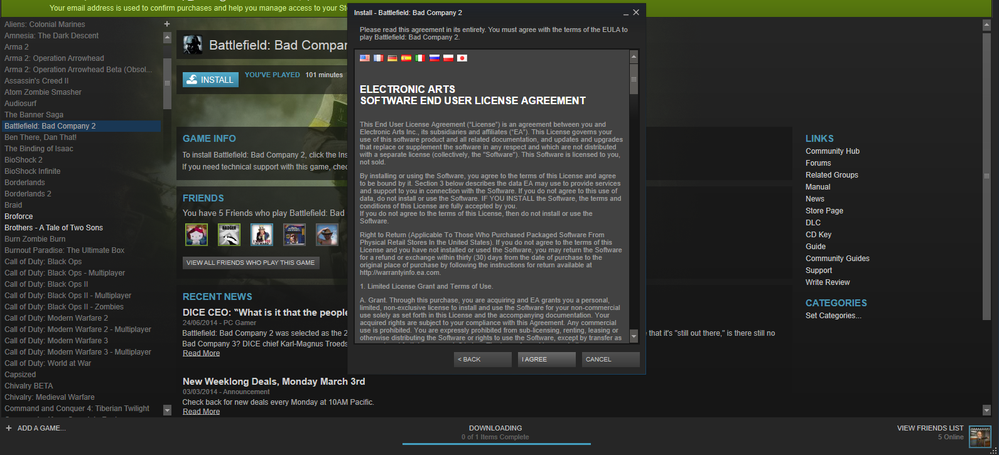 Your email address is used to confirm purchases and help you manage access to your Ste
Aliens: Colonial Marines
Amnesia: The Dark Descent
Arma 2
Arma 2: Operation Arrowhead
Arma 2: Operation Arrowhead Beta (Obsol...
Assassin's Creed II
Atom Zombie Smasher
Audiosurf
The Banner Saga
Battlefield: Bad Company 2
Ben There, Dan That!
The Binding of Isaac
BioShock 2
BioShock Infinite
Borderlands
Borderlands 2
Braid
Broforce
Brothers - A Tale of Two Sons
Burn Zombie Burn
Burnout Paradise: The Ultimate Box
Call of Duty: Black Ops
Call of Duty: Black Ops - Multiplayer
Call of Duty: Black Ops II
Call of Duty: Black Ops II - Multiplayer
Call of Duty: Black Ops II - Zombies
Call of Duty: Modern Warfare 2
Call of Duty: Modern Warfare 2 - Multiplayer
Call of Duty: Modern Warfare 3
Call of Duty: Modern Warfare 3 - Multiplayer
Call of Duty: World at War
Capsized
Chivalry BETA
Chivalry: Medieval Warfare
Command and Conquer 4: Tiberian Twilight
+ ADD A GAME...
Battlefield: Bad Compar
INSTALL
YOU'VE PLAYED 101 minutes
GAME INFO
To install Battlefield: Bad Company 2, click the Ins
If you need technical support with this game, chec
FRIENDS
You have 5 Friends who play Battlefield: Bad
BADGER
VIEW ALL FRIENDS WHO PLAY THIS GAME
RECENT NEWS
DICE CEO: "What is it that the people
24/06/2014 - PC Gamer
Battlefield: Bad Company 2 was selected as the 2
that it's "still out there," is there still no
Bad Company 3? DICE chief Karl-Magnus Troeds
Read More
New Weeklong Deals, Monday March 3rd
03/03/2014 - Announcement
Check back for new deals every Monday at 10AM Pacific.
Read More
Install - Battlefield: Bad Company 2
Please read this agreement in its entirety. You must agree with the terms of the EULA to
play Battlefield: Bad Company 2.
ELECTRONIC ARTS
SOFTWARE END USER LICENSE AGREEMENT
This End User License Agreement (“License”) is an agreement between you and
Electronic Arts Inc., its subsidiaries and affiliates (“EA”). This License governs your
use of this software product and all related documentation, and updates and upgrades
that replace or supplement the software in any respect and which are not distributed
with a separate license (collectively, the "Software"). This Software is licensed to you,
not sold.
By installing or using the Software, you agree to the terms of this License and agree
to be bound by it. Section 3 below describes the data EA may use to provide services
and support to you in connection with the Software. If you do not agree to this use of
data, do not install or use the Software. IF YOU INSTALL the Software, the terms and
conditions of this License are fully accepted by you.
If you do not agree to the terms of this License, then do not install or use the
Software.
Right to Return (Applicable To Those Who Purchased Packaged Software From
Physical Retail Stores In the United States). If you do not agree to the terms of this
License and you have not installed or used the Software, you may return the Software
for a refund or exchange within thirty (30) days from the date of purchase to the
original place of purchase by following the instructions for return available at
http://warrantyinfo.ea.com.
1. Limited License Grant and Terms of Use.
A. Grant. Through this purchase, you are acquiring and EA grants you a personal,
limited, non-exclusive license to install and use the Software for your non-commercial
use solely as set forth in this License and the accompanying documentation. Your
acquired rights are subject to your compliance with this Agreement. Any commercial
use is prohibited. You are expressly prohibited from sub-licensing, renting, leasing or
otherwise distributing the Software or rights to use the Software, except by transfer as
< BACK
I AGREE
CANCEL
LINKS
Community Hub
Forums
Related Groups
Manual
News
Store Page
DLC
CD Key
Guide
Community Guides
Support
Write Review
CATEGORIES
Set Categories...
DOWNLOADING
0 of 1 Items Complete
VIEW FRIENDS LIST
5 Online